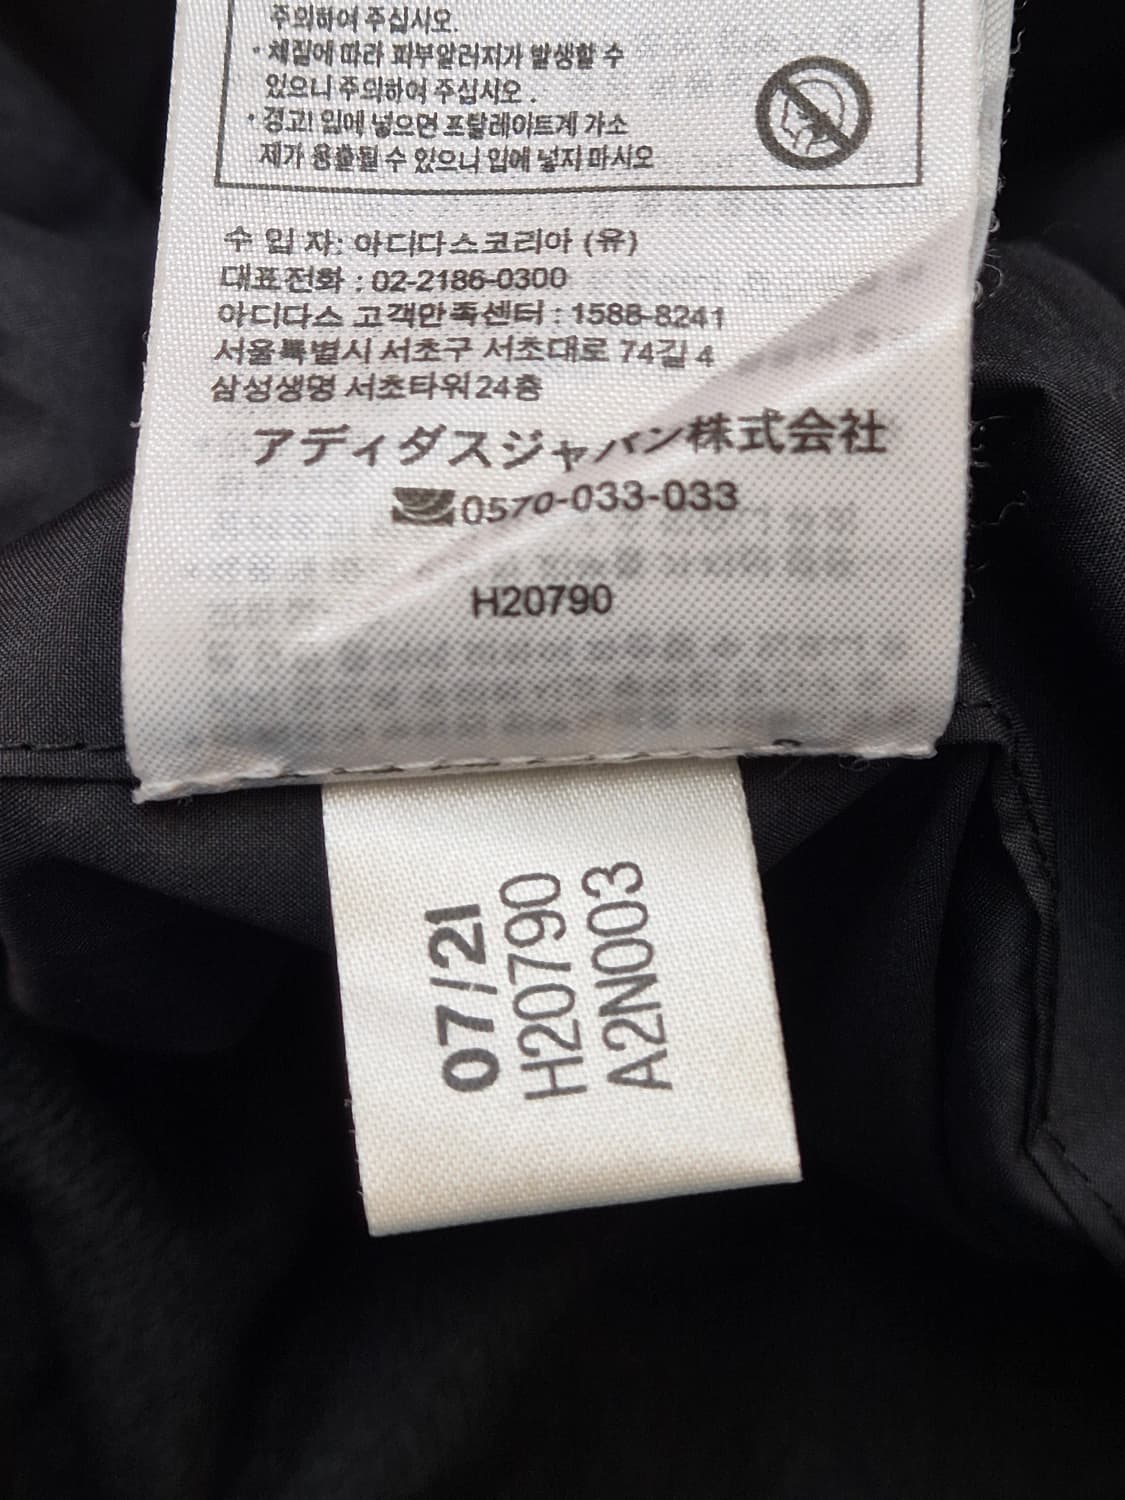 주의하여 주십시오.
· 체질에 따라 피부알러지가 발생할 수
있으니 주의하여 주십시오 .
· 경고! 입에 넣으면 프탈레이트계 가소
제가 용출될 수 있으니 입에 넣지 마시오
수 입 자: 아디다스코리아 (유)
대표전화 : 02-2186-0300
아디다스 고객만족센터 : 1588-8241
서울특별시 서초구 서초대로 74길 4
삼성생명 서초타워 24층
アディダスジャパン株式会社
0570-033-033
H20790
07/21
H20790
A2N003